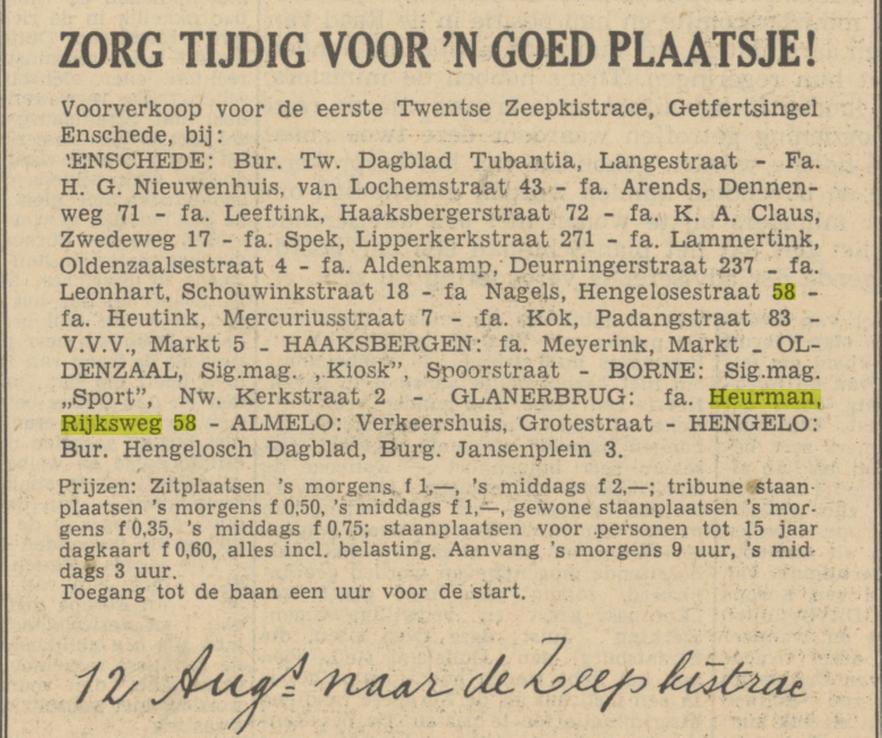 ZORG TIJDIG VOOR 'N GOED PLAATSJE!
Voorverkoop voor de eerste Twentse Zeepkistrace, Getfertsingel
Enschede, bij:
'ENSCHEDE: Bur. Tw. Dagblad Tubantia, Langestraat - Fa.
H. G. Nieuwenhuis, van Lochemstraat 43 - fa. Arends, Dennen-
weg 71 - fa. Leeftink, Haaksbergerstraat 72 - fa. K. A. Claus,
Zwedeweg 17 - fa. Spek, Lipperkerkstraat 271 - fa. Lammertink,
Oldenzaalsestraat 4 - fa. Aldenkamp, Deurningerstraat 237 - fa.
Leonhart, Schouwinkstraat 18 - fa Nagels, Hengelosestraat 58 -
fa. Heutink, Mercuriusstraat 7 - fa. Kok, Padangstraat 83 -
V.V.V., Markt 5 - HAAKSBERGEN: fa. Meyerink, Markt - OL-
DENZAAL, Sig.mag. ‚Kiosk”, Spoorstraat - BORNE: Sig.mag.
„Sport”, Nw. Kerkstraat 2 - GLANERBRUG: fa. Heurman,
Rijksweg 58 - ALMELO: Verkeershuis, Grotestraat - HENGELO:
Bur. Hengelosch Dagblad, Burg. Jansenplein 3.
Prijzen: Zitplaatsen 's morgens f 1,—, 's middags f 2,—; tribune staan-
plaatsen 's morgens f 0,50, 's middags f 1,—, gewone staanplaatsen 's mor-
gens f 0,35, 's middags f 0,75; staanplaatsen voor personen tot 15 jaar
dagkaart f 0,60, alles incl. belasting. Aanvang 's morgens 9 uur, 's mid-
dags 3 uur.
Toegang tot de baan een uur voor de start.
12 Augs. naar de Zeepkistrac